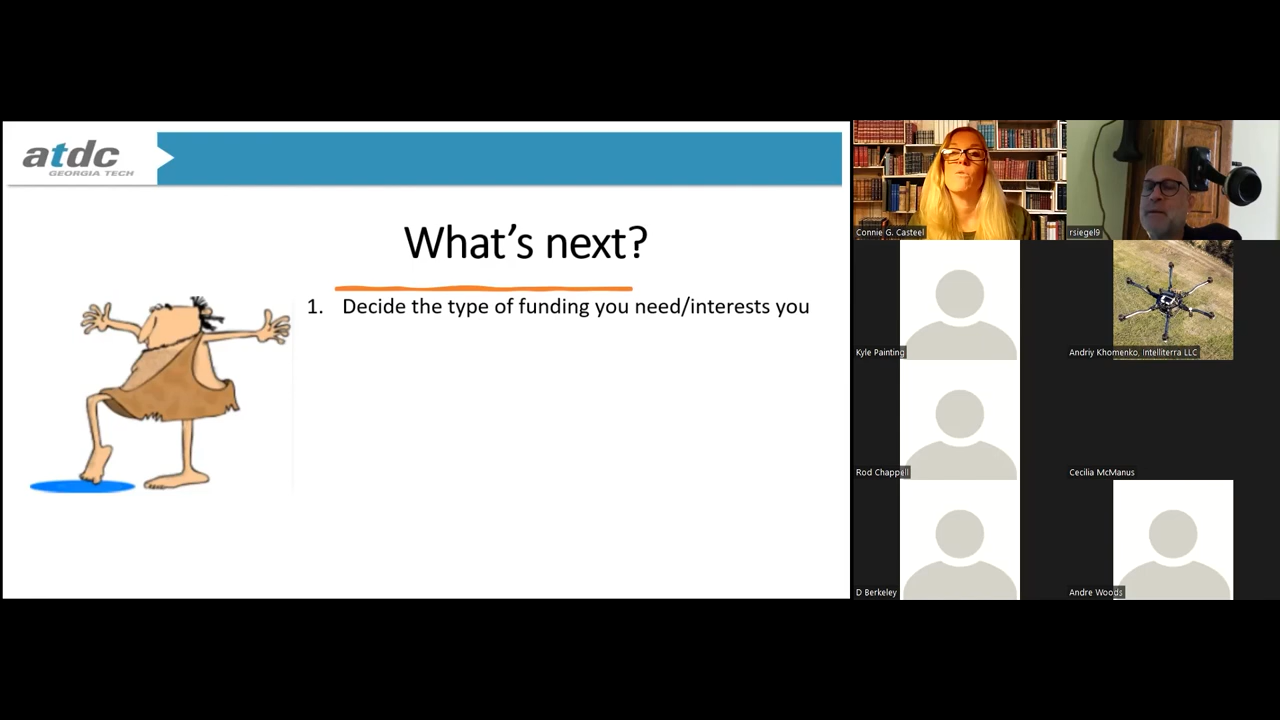 atdc
GEORGIA TECH
What's next?
1. Decide the type of funding you need/interests you
Connie G. Casteel
rsiegel9
Kyle Painting
Andriy Khomenko, Intelliterra LLC
Rod Chappell
Cecilia McManus
D Berkeley
Andre Woods